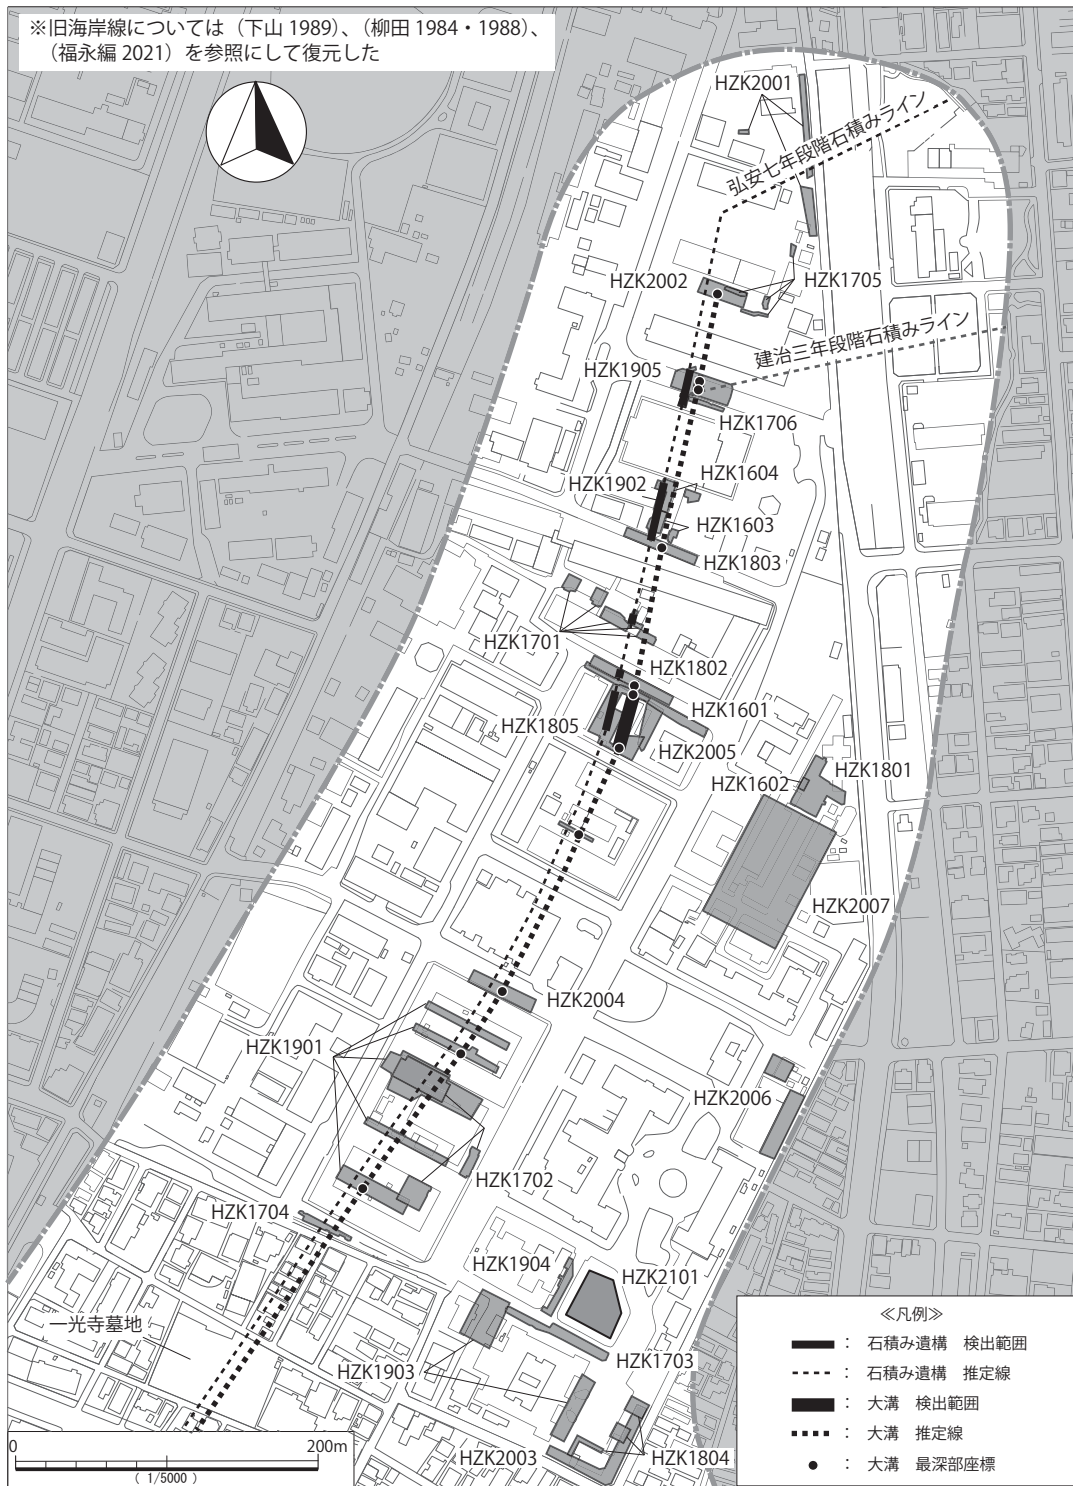 ※旧海岸線については（下山 1989）、（柳田 1984・1988）、
（福永編 2021）を参照にして復元した
HZK2001
弘安七年段階石積みライン
HZK2002
HZK1705
建治三年段階石積みライン
HZK1905
HZK1706
HZK1604
HZK1902
HZK1603
HZK1803
HZK1701
HZK1802
HZK1601
HZK1805
HZK2005
HZK1801
HZK1602
HZK2007
HZK2004
HZK1901
HZK2006
HZK1702
HZK1704
HZK1904
HZK2101
一光寺墓地
HZK1703
HZK1903
HZK2003
HZK1804
≪凡例≫
： 石積み遺構　検出範囲
： 石積み遺構　推定線
： 大溝　検出範囲
： 大溝　推定線
： 大溝　最深部座標
0 200m
（ 1/5000 ）